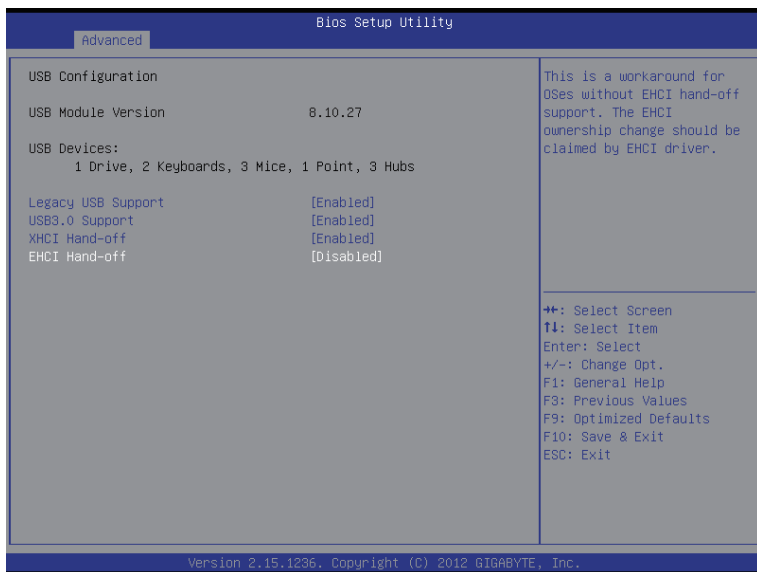 Bios Setup Utility
Advanced
USB Configuration
USB Module Version 8.10.27
USB Devices:
1 Drive, 2 Keyboards, 3 Mice, 1 Point, 3 Hubs
Legacy USB Support [Enabled]
USB3.0 Support [Enabled]
XHCI Hand-off [Enabled]
EHCI Hand-off [Disabled]
This is a workaround for
OSes without EHCI hand-off
support. The EHCI
ownership change should be
claimed by EHCI driver.
→←: Select Screen
↑↓: Select Item
Enter: Select
+/-: Change Opt.
F1: General Help
F3: Previous Values
F9: Optimized Defaults
F10: Save & Exit
ESC: Exit
Version 2.15.1236. Copyright (C) 2012 GIGABYTE, Inc.